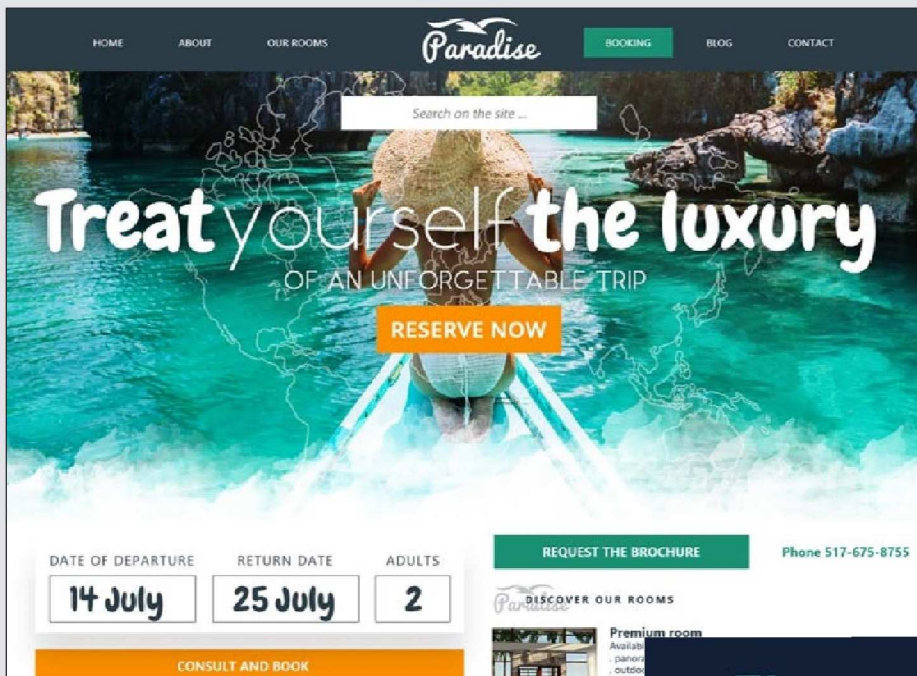 HOME ABOUT OUR ROOMS Paradise BOOKING BLOG CONTACT
Search on the site ...
Treat yourself the luxury
OF AN UNFORGETTABLE TRIP
RESERVE NOW
DATE OF DEPARTURE RETURN DATE ADULTS
14 July 25 July 2
CONSULT AND BOOK
REQUEST THE BROCHURE Phone 517-675-8755
Paradise
DISCOVER OUR ROOMS
Premium room